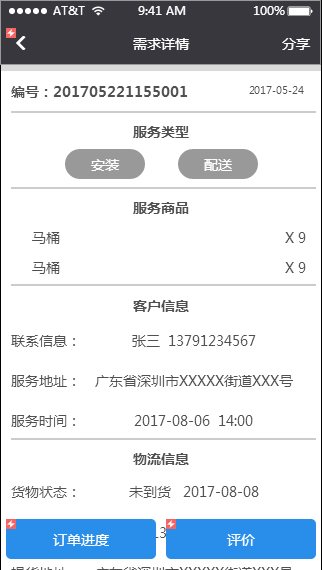 AT&T 9:41 AM 100%
需求详情 分享
编号：201705221155001 2017-05-24
服务类型
安装 配送
服务商品
马桶 X 9
马桶 X 9
客户信息
联系信息： 张三 13791234567
服务地址： 广东省深圳市XXXXX街道XXX号
服务时间： 2017-08-06 14:00
物流信息
货物状态： 未到货 2017-08-08
订单进度 评价